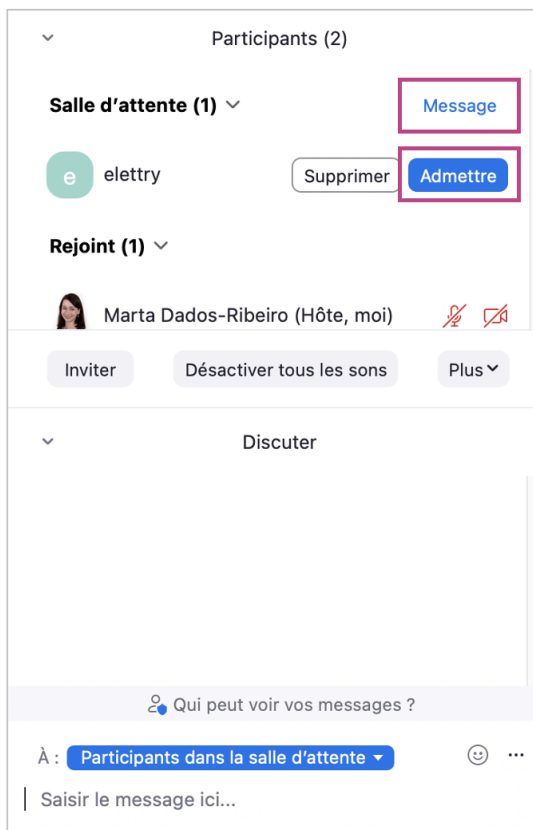 Participants (2)
Salle d'attente (1)
Message
e
elettry
Supprimer
Admettre
Rejoint (1)
Marta Dados-Ribeiro (Hôte, moi)
Inviter
Désactiver tous les sons
Plus
Discuter
Qui peut voir vos messages ?
À :
Participants dans la salle d'attente
Saisir le message ici...